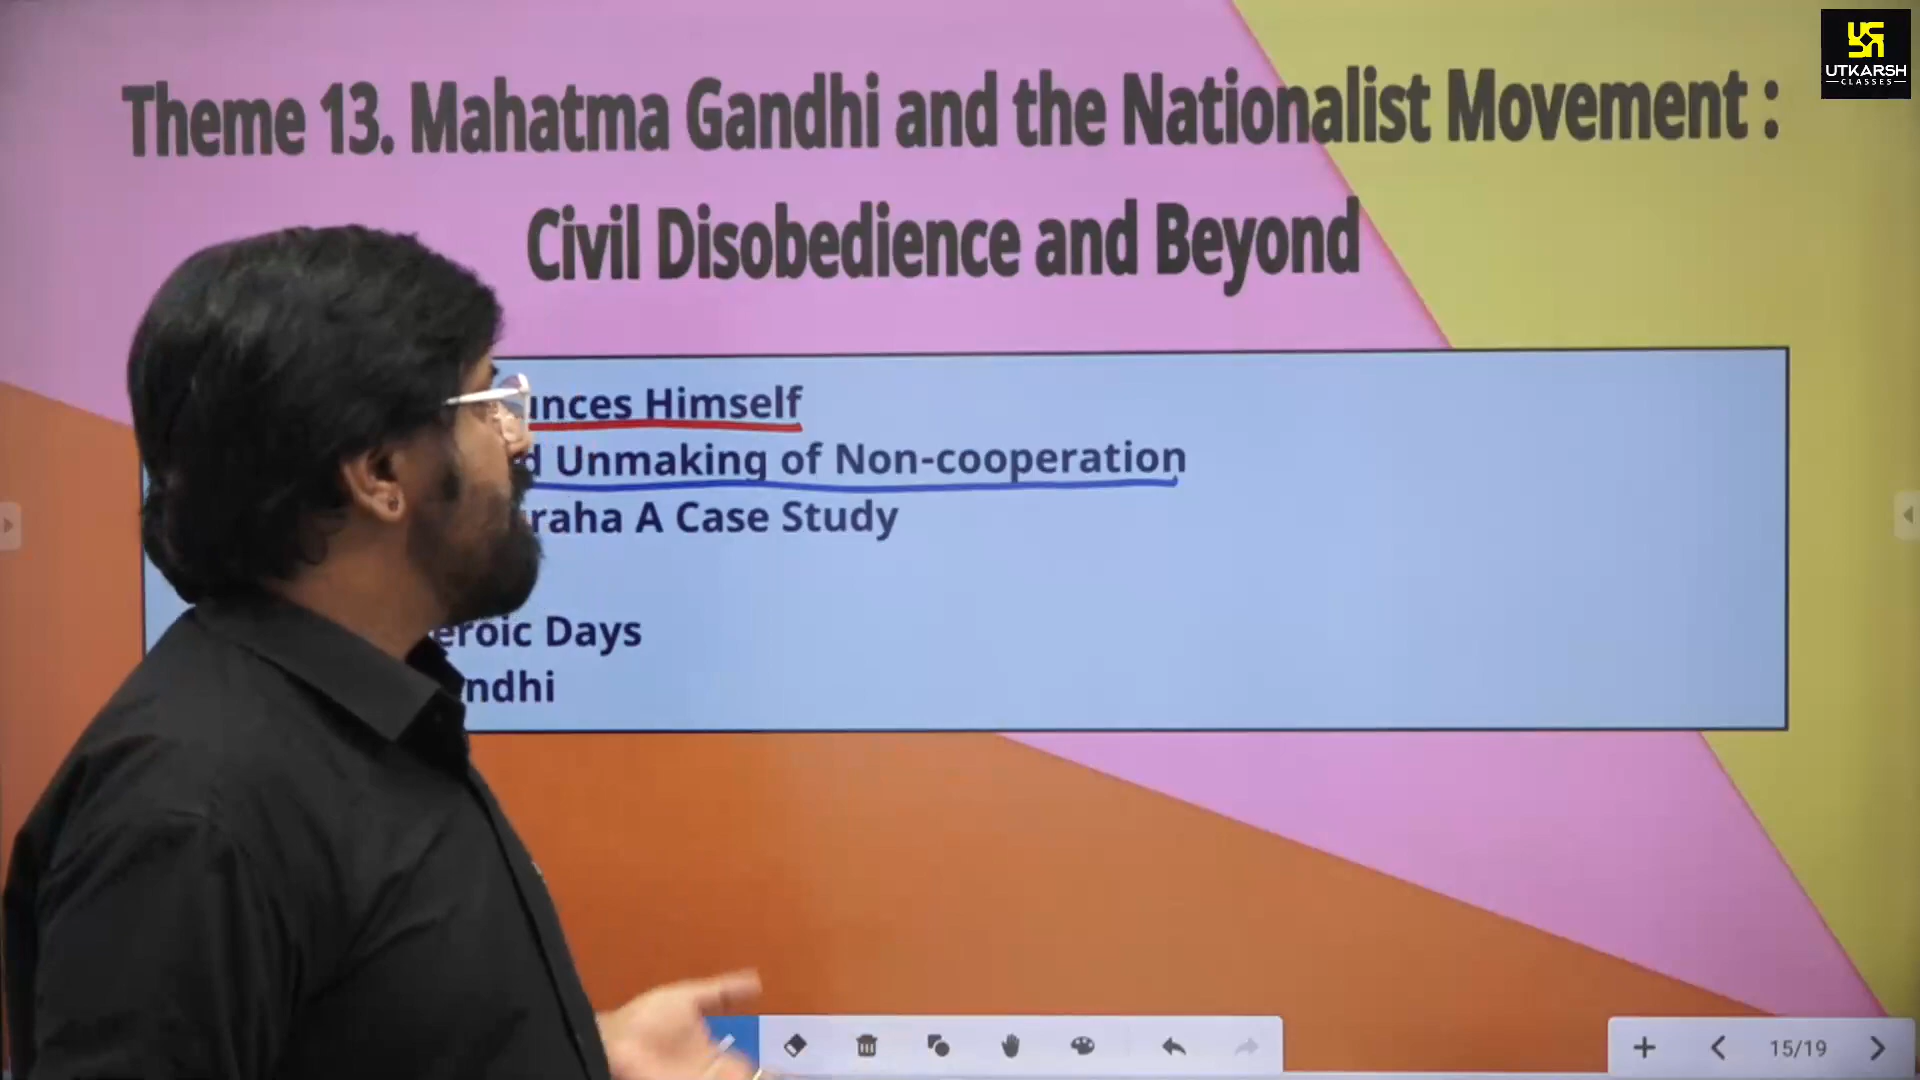 UTKARSH
CLASSES
Theme 13. Mahatma Gandhi and the Nationalist Movement :
Civil Disobedience and Beyond
unces Himself
d Unmaking of Non-cooperation
raha A Case Study
eroic Days
ndhi
15/19